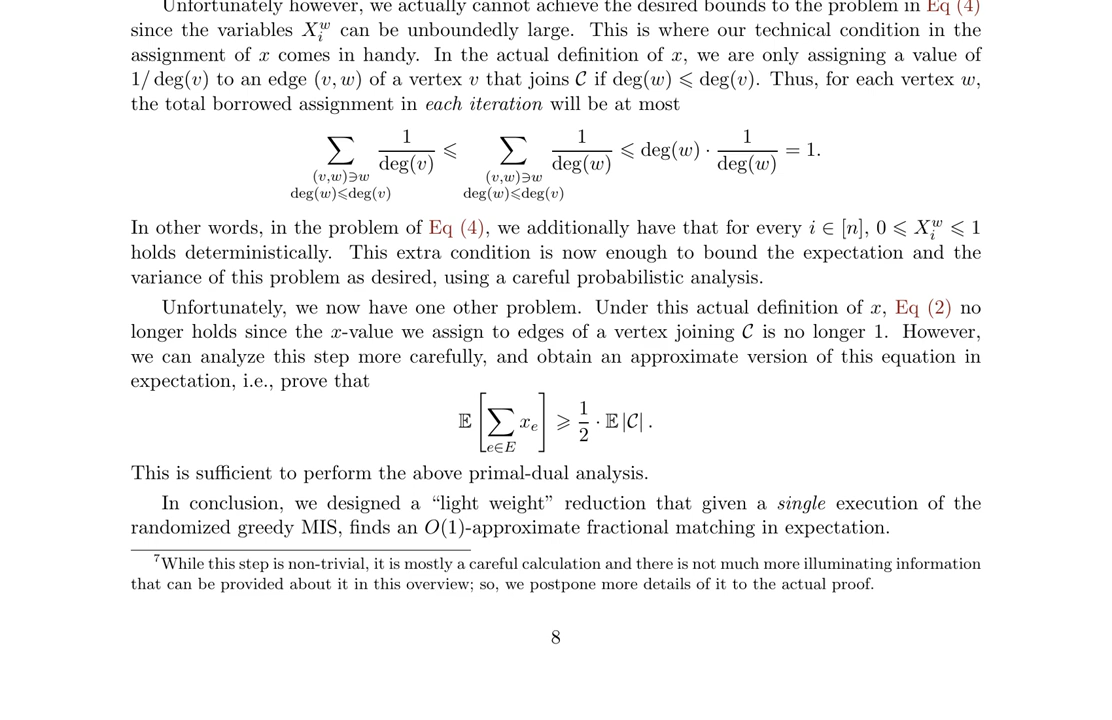 Unfortunately however, we actually cannot achieve the desired bounds to the problem in Eq (4)
since the variables X_i^w can be unboundedly large. This is where our technical condition in the
assignment of x comes in handy. In the actual definition of x, we are only assigning a value of
1/deg(v) to an edge (v, w) of a vertex v that joins 𝒞 if deg(w) ⩽ deg(v). Thus, for each vertex w,
the total borrowed assignment in each iteration will be at most
∑_{(v,w)∋w deg(w)⩽deg(v)} 1/deg(v) ⩽ ∑_{(v,w)∋w deg(w)⩽deg(v)} 1/deg(w) ⩽ deg(w) · 1/deg(w) = 1.
In other words, in the problem of Eq (4), we additionally have that for every i ∈ [n], 0 ⩽ X_i^w ⩽ 1
holds deterministically. This extra condition is now enough to bound the expectation and the
variance of this problem as desired, using a careful probabilistic analysis.
Unfortunately, we now have one other problem. Under this actual definition of x, Eq (2) no
longer holds since the x-value we assign to edges of a vertex joining 𝒞 is no longer 1. However,
we can analyze this step more carefully, and obtain an approximate version of this equation in
expectation, i.e., prove that
𝔼 [∑_{e∈E} x_e] ⩾ 1/2 · 𝔼 |𝒞| .
This is sufficient to perform the above primal-dual analysis.
In conclusion, we designed a “light weight” reduction that given a single execution of the
randomized greedy MIS, finds an O(1)-approximate fractional matching in expectation.
⁷While this step is non-trivial, it is mostly a careful calculation and there is not much more illuminating information
that can be provided about it in this overview; so, we postpone more details of it to the actual proof.
8